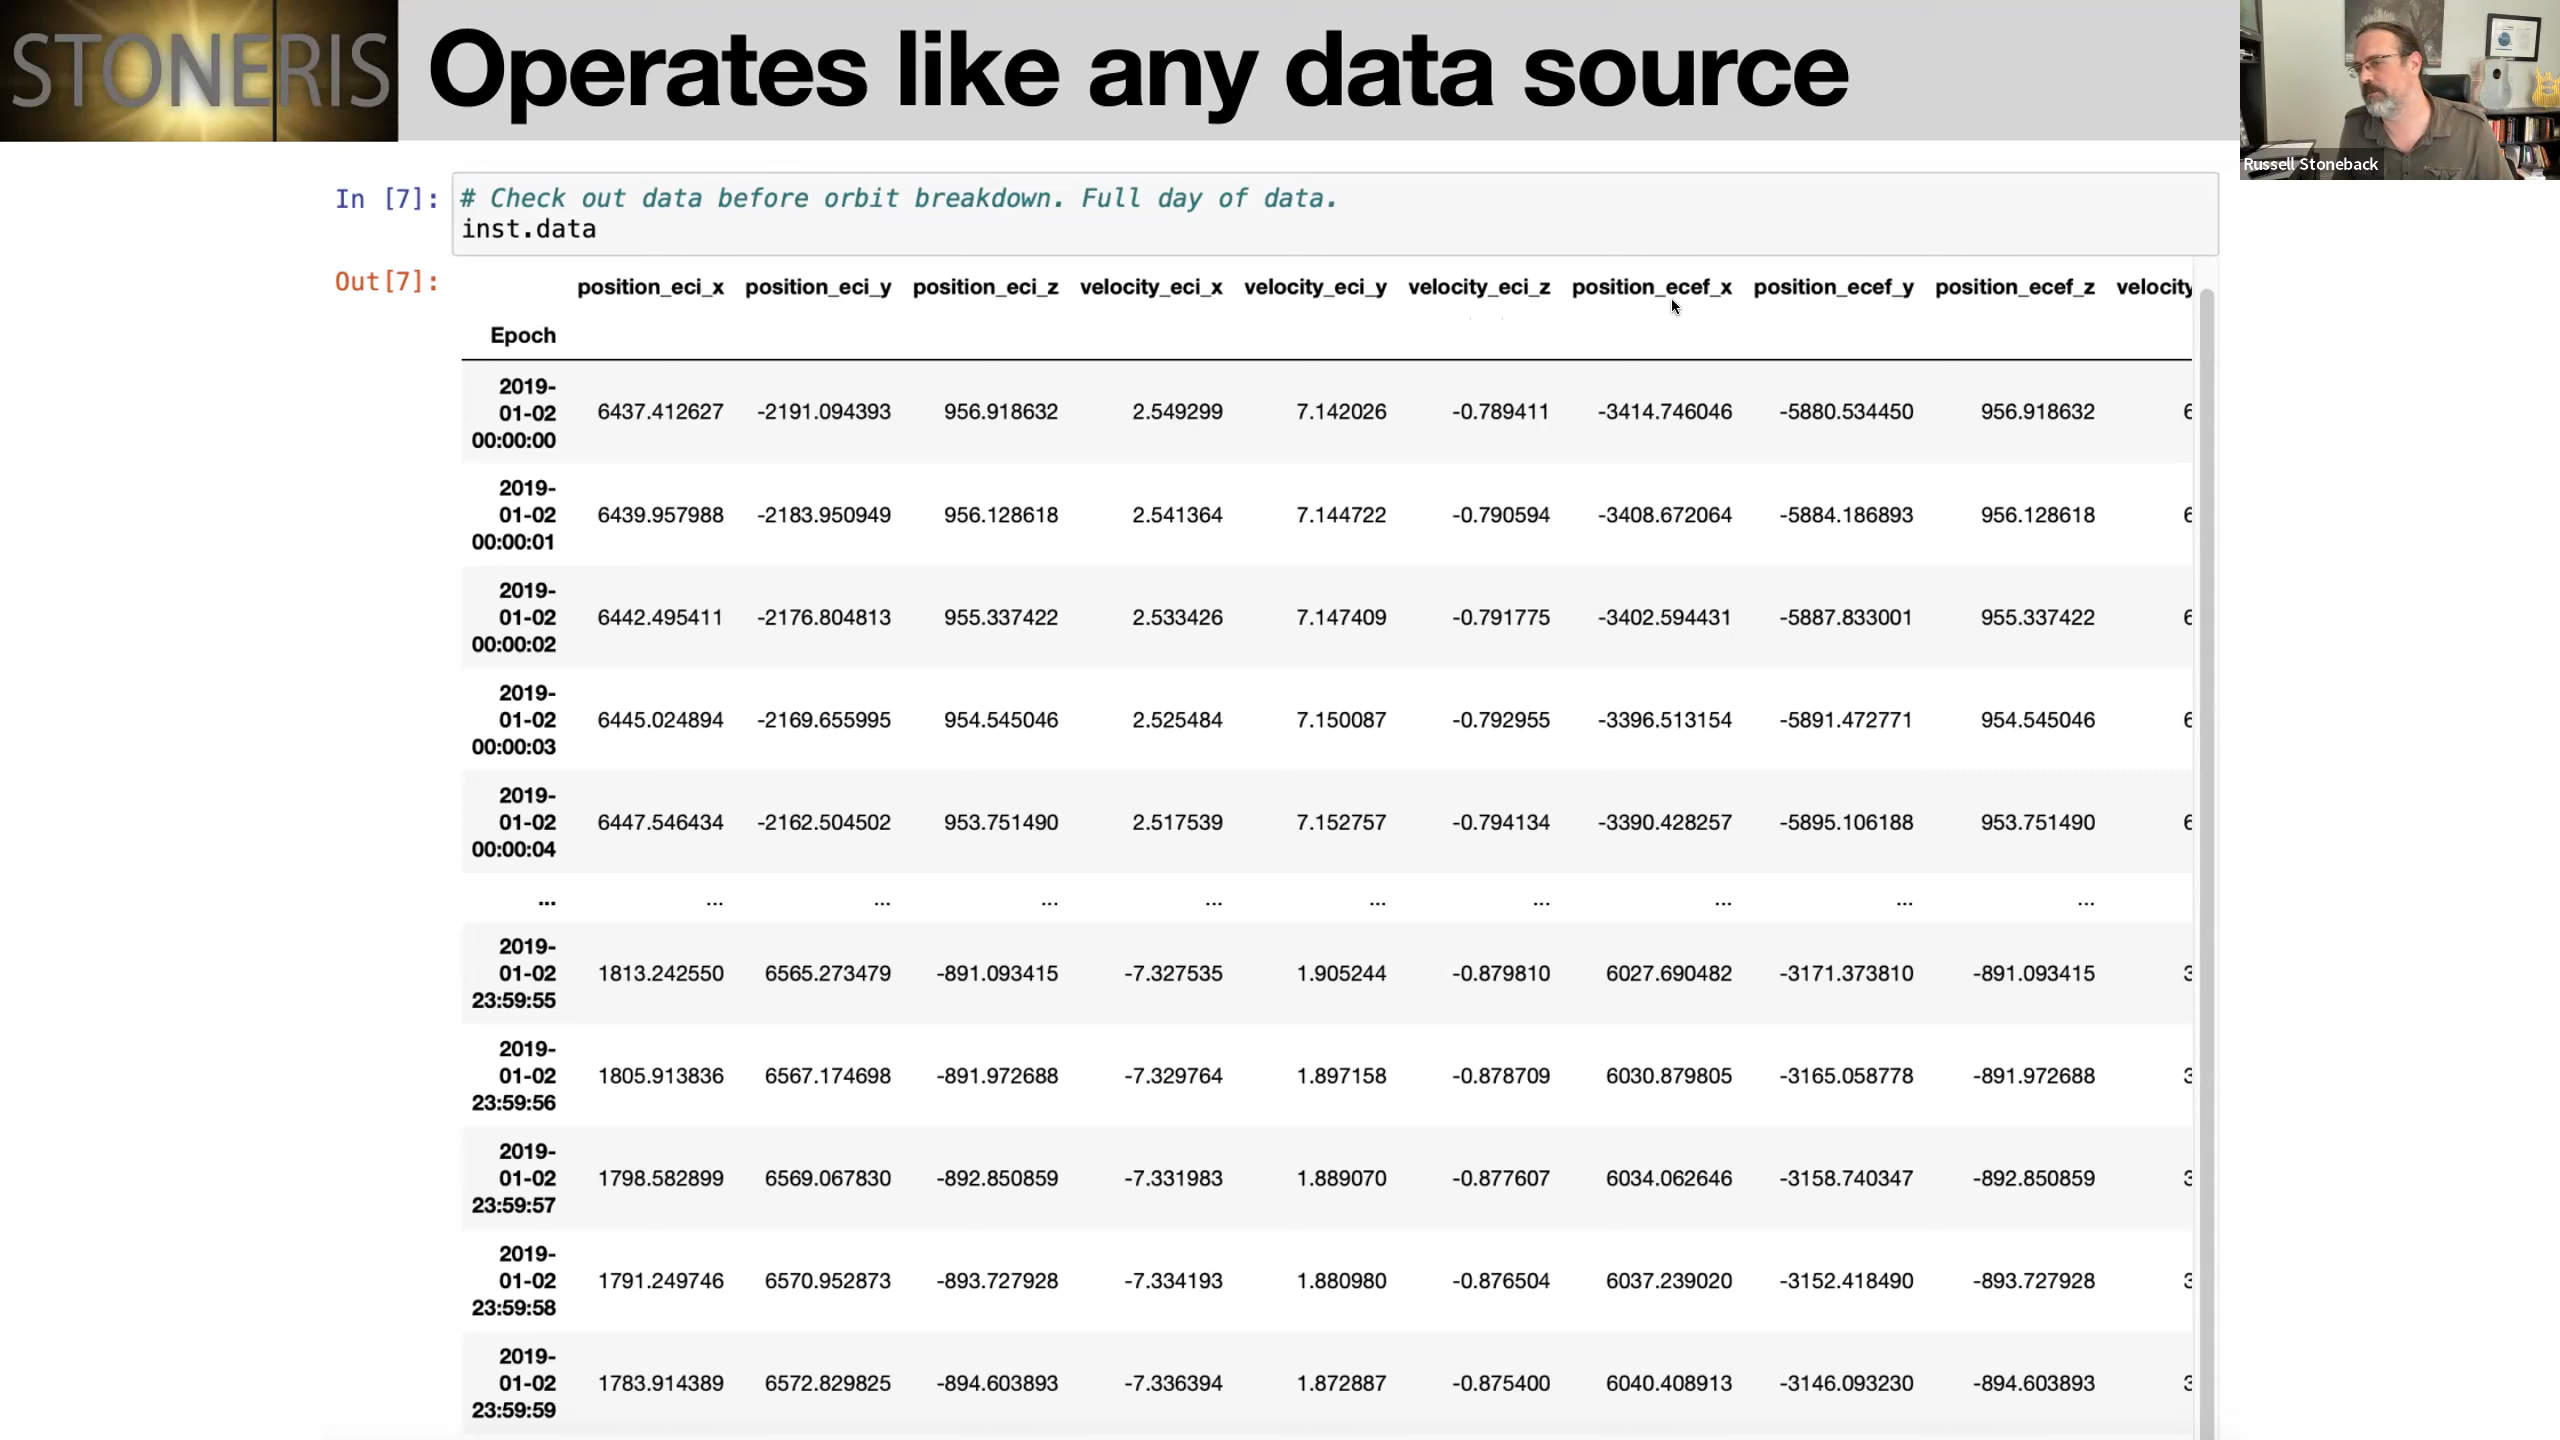 STONERIS
Operates like any data source
Russell Stoneback
In [7]: # Check out data before orbit breakdown. Full day of data.
inst.data
Out[7]:
position_eci_x position_eci_y position_eci_z velocity_eci_x velocity_eci_y velocity_eci_z position_ecef_x position_ecef_y position_ecef_z velocity
Epoch
2019-
01-02
00:00:00 6437.412627 -2191.094393 956.918632 2.549299 7.142026 -0.789411 -3414.746046 -5880.534450 956.918632 6
2019-
01-02
00:00:01 6439.957988 -2183.950949 956.128618 2.541364 7.144722 -0.790594 -3408.672064 -5884.186893 956.128618 6
2019-
01-02
00:00:02 6442.495411 -2176.804813 955.337422 2.533426 7.147409 -0.791775 -3402.594431 -5887.833001 955.337422 6
2019-
01-02
00:00:03 6445.024894 -2169.655995 954.545046 2.525484 7.150087 -0.792955 -3396.513154 -5891.472771 954.545046 6
2019-
01-02
00:00:04 6447.546434 -2162.504502 953.751490 2.517539 7.152757 -0.794134 -3390.428257 -5895.106188 953.751490 6
... ... ... ... ... ... ... ... ... ...
2019-
01-02
23:59:55 1813.242550 6565.273479 -891.093415 -7.327535 1.905244 -0.879810 6027.690482 -3171.373810 -891.093415 3
2019-
01-02
23:59:56 1805.913836 6567.174698 -891.972688 -7.329764 1.897158 -0.878709 6030.879805 -3165.058778 -891.972688 3
2019-
01-02
23:59:57 1798.582899 6569.067830 -892.850859 -7.331983 1.889070 -0.877607 6034.062646 -3158.740347 -892.850859 3
2019-
01-02
23:59:58 1791.249746 6570.952873 -893.727928 -7.334193 1.880980 -0.876504 6037.239020 -3152.418490 -893.727928 3
2019-
01-02
23:59:59 1783.914389 6572.829825 -894.603893 -7.336394 1.872887 -0.875400 6040.408913 -3146.093230 -894.603893 3